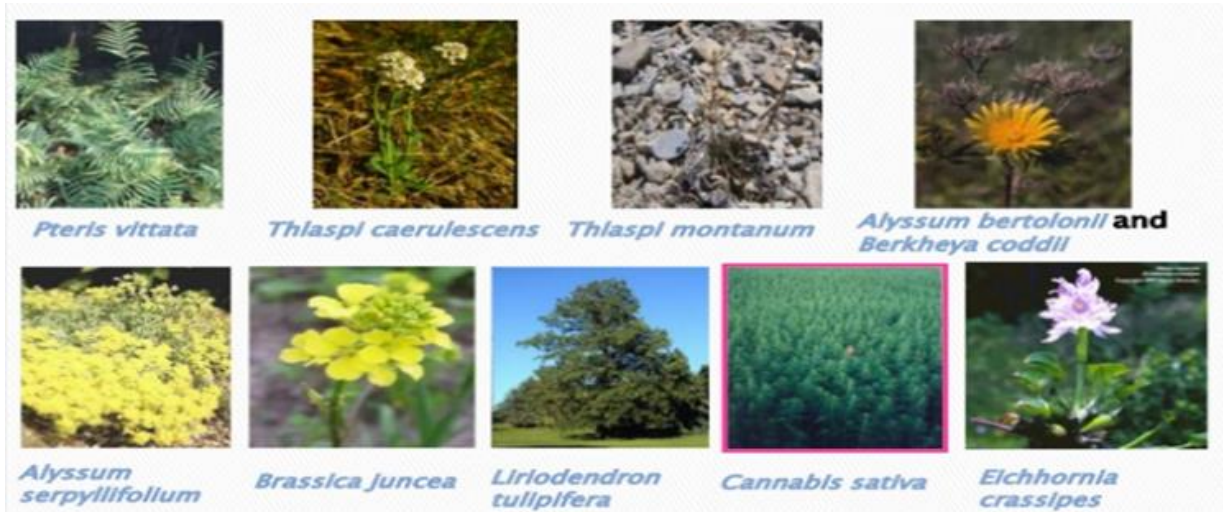 Pteris vittata
Thlaspi caerulescens
Thlaspi montanum
Alyssum bertolonii and
Berkheya coddii
Alyssum
serpyllifolium
Brassica juncea
Liriodendron
tulipifera
Cannabis sativa
Eichhornia
crassipes